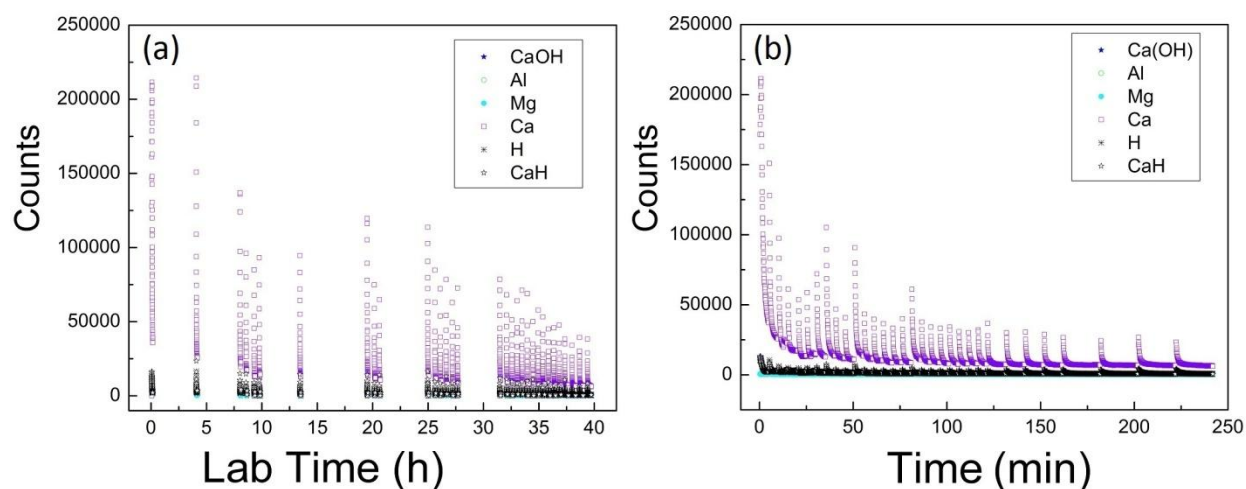 (a)
250000
200000
150000
100000
50000
0
Counts
CaOH
Al
Mg
Ca
H
CaH
0 5 10 15 20 25 30 35 40
Lab Time (h)
(b)
250000
200000
150000
100000
50000
0
Counts
Ca(OH)
Al
Mg
Ca
H
CaH
0 50 100 150 200 250
Time (min)